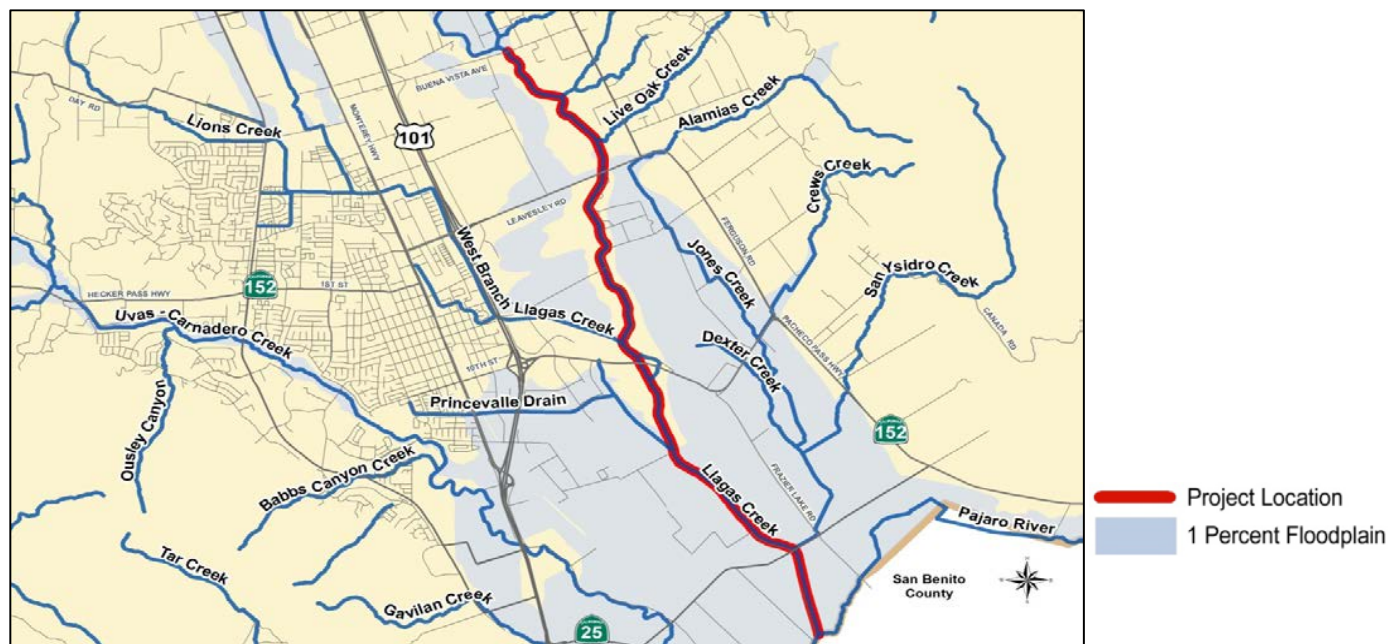 BUENA VISTA AVE
DAY RD
Lions Creek
MONTEREY HWY
101
Live Oak Creek
Alamias Creek
Crews Creek
LEAVESLEY RD
FERGUSON RD
West Branch
Llagas Creek
Jones Creek
San Ysidro Creek
152
HECKER PASS HWY
1ST ST
CANADA RD
Uvas - Carnadero Creek
PACHECO PASS HWY
Dexter Creek
10TH ST
Princevalle Drain
Ousley Canyon
152
Babbs Canyon Creek
Llagas Creek
FRAZIER LAKE RD
Pajaro River
Tar Creek
San Benito
County
Gavilan Creek
25
Project Location
1 Percent Floodplain